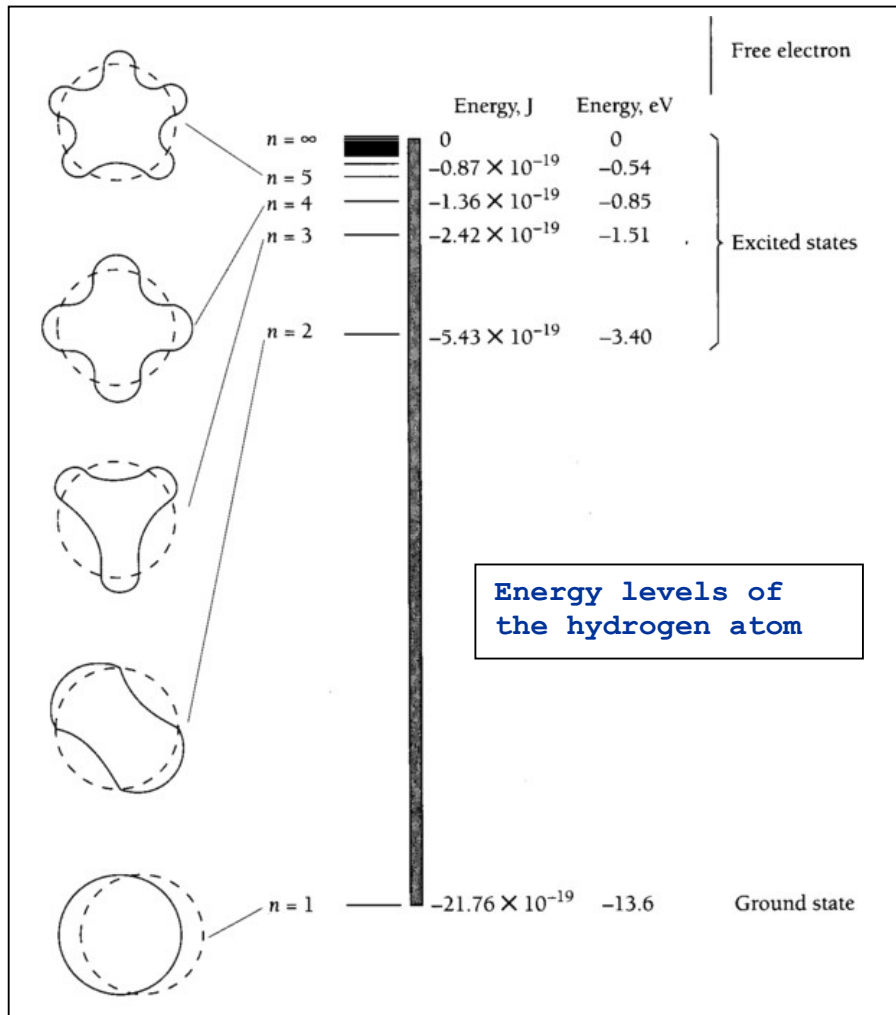 Free electron
Energy, J Energy, eV
n = ∞ 0 0
n = 5 −0.87 × 10⁻¹⁹ −0.54
n = 4 −1.36 × 10⁻¹⁹ −0.85
n = 3 −2.42 × 10⁻¹⁹ −1.51 Excited states
n = 2 −5.43 × 10⁻¹⁹ −3.40
Energy levels of
the hydrogen atom
n = 1 −21.76 × 10⁻¹⁹ −13.6 Ground state